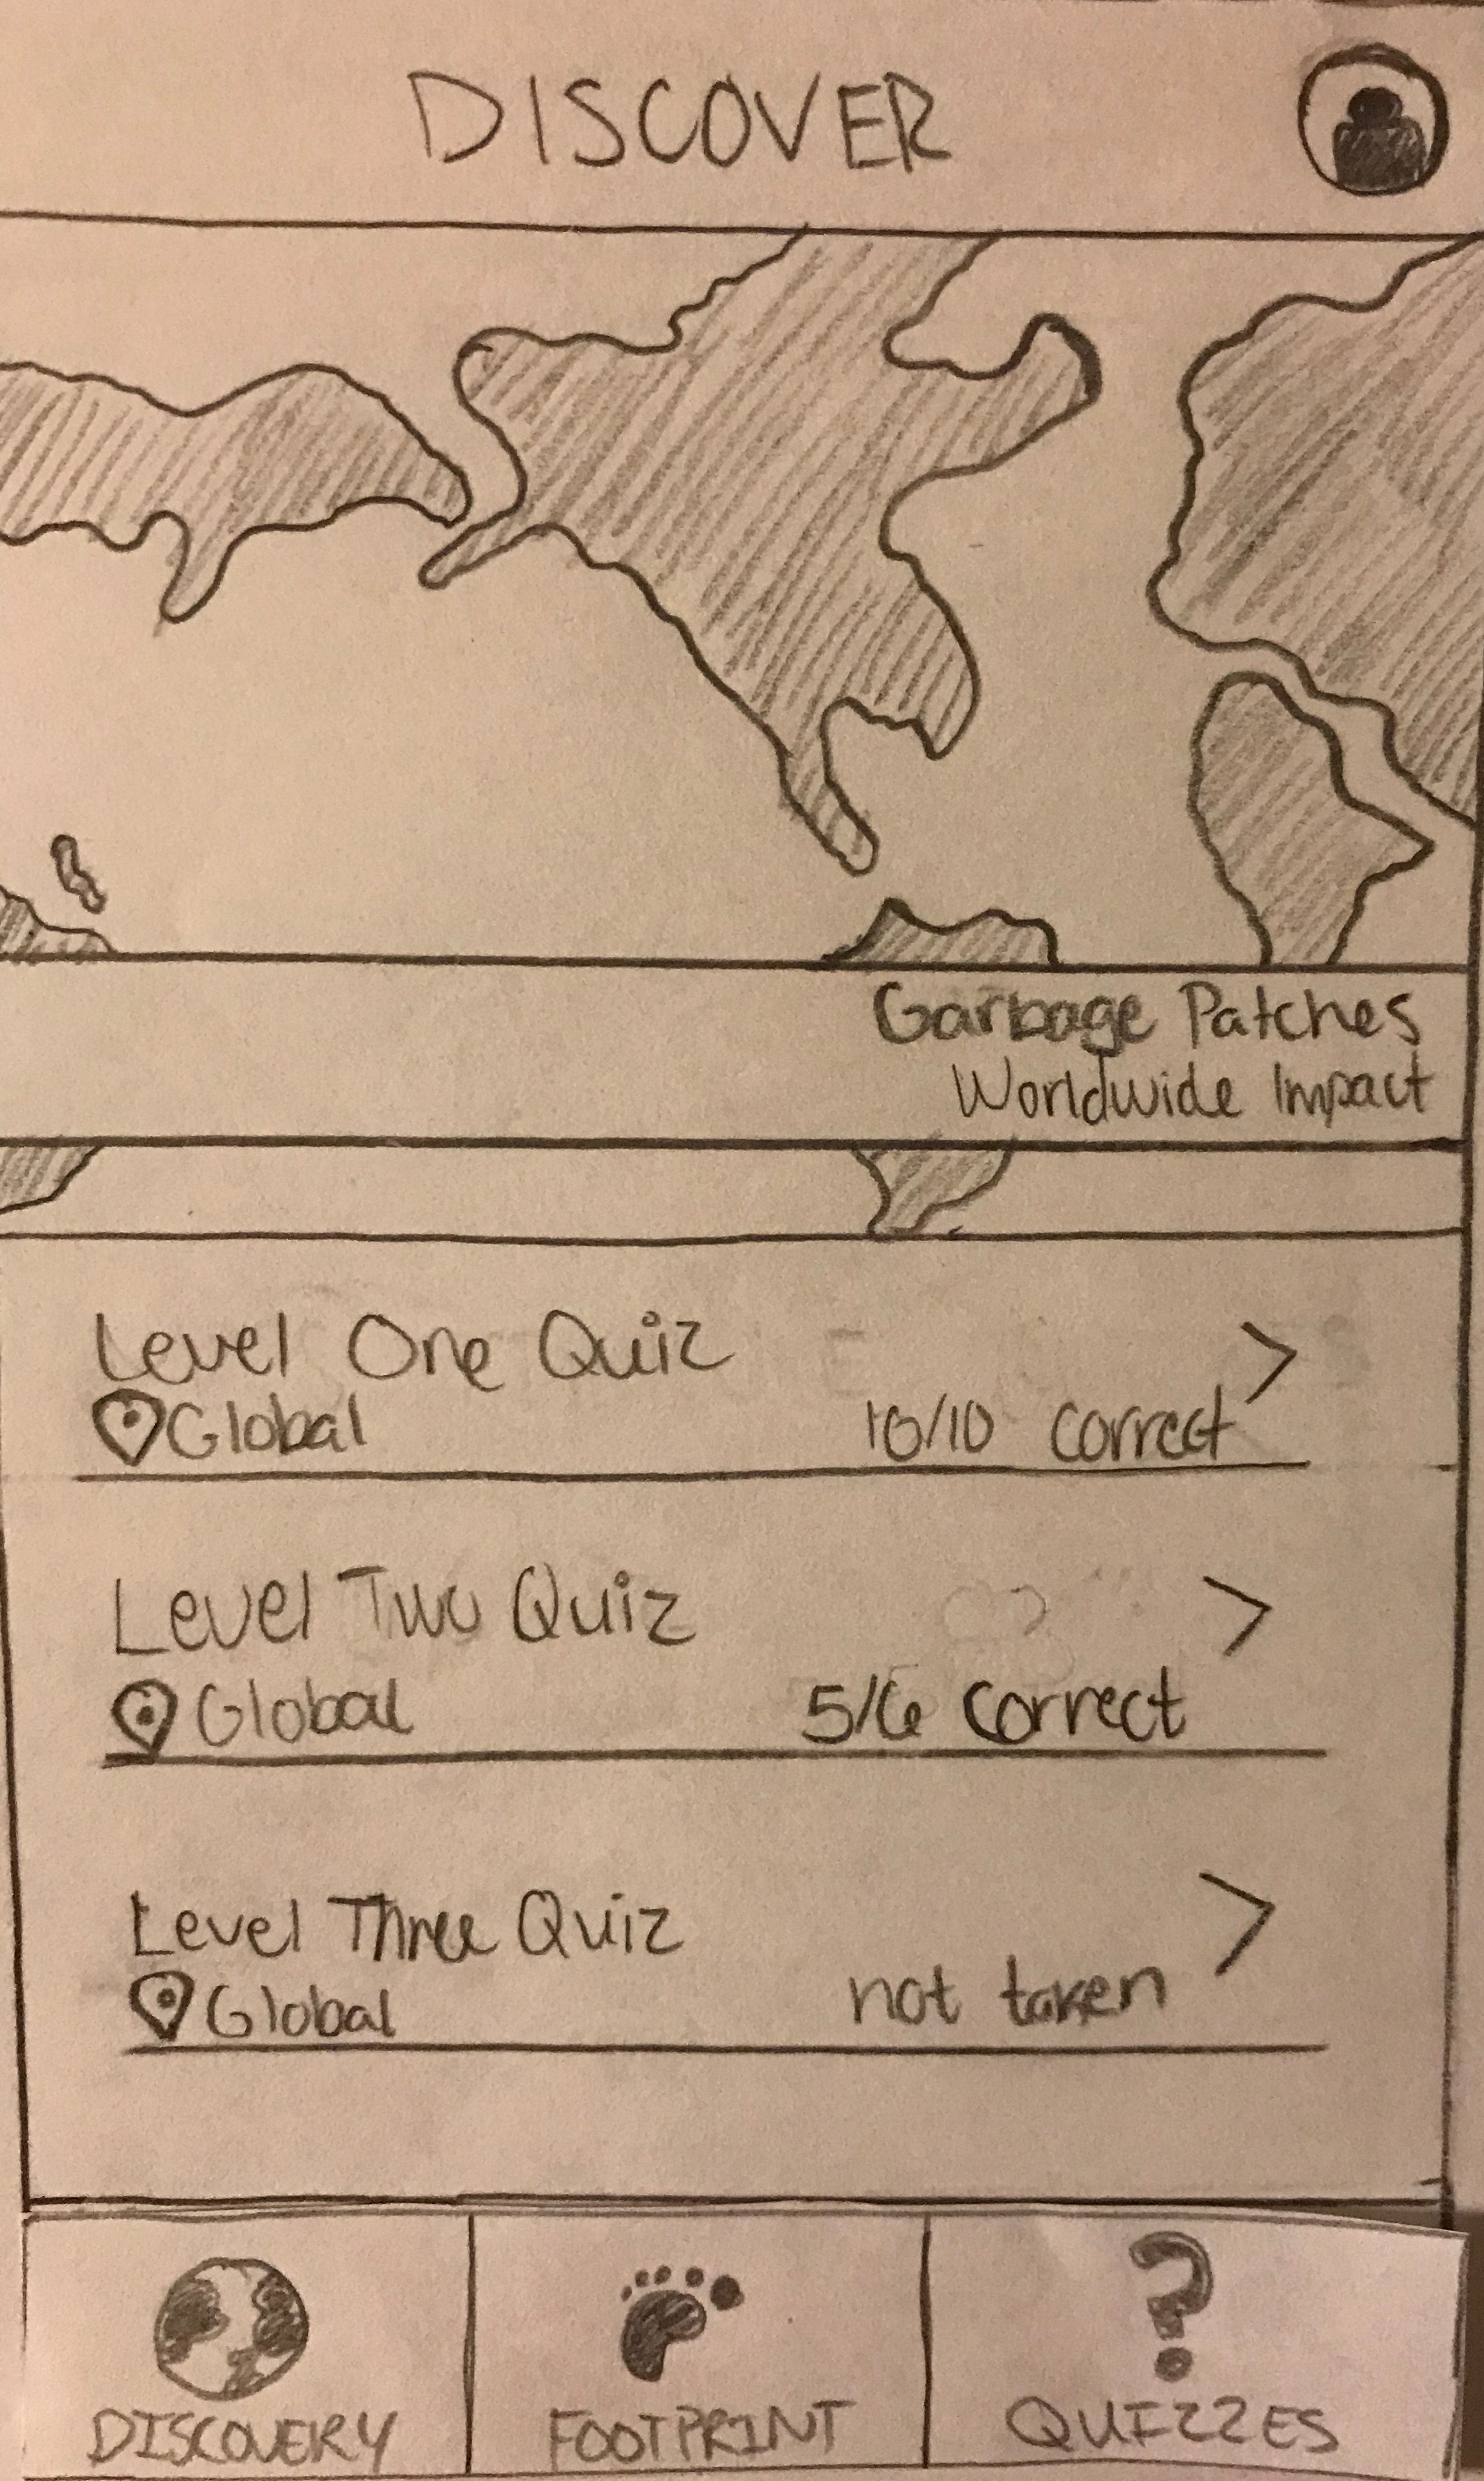 DISCOVER
Garbage Patches
Worldwide Impact
Level One Quiz
>
Global
10/10 correct
Level Two Quiz
>
Global
5/6 correct
Level Three Quiz
>
Global
not taken
?
DISCOVERY
FOOTPRINT
QUIZZES